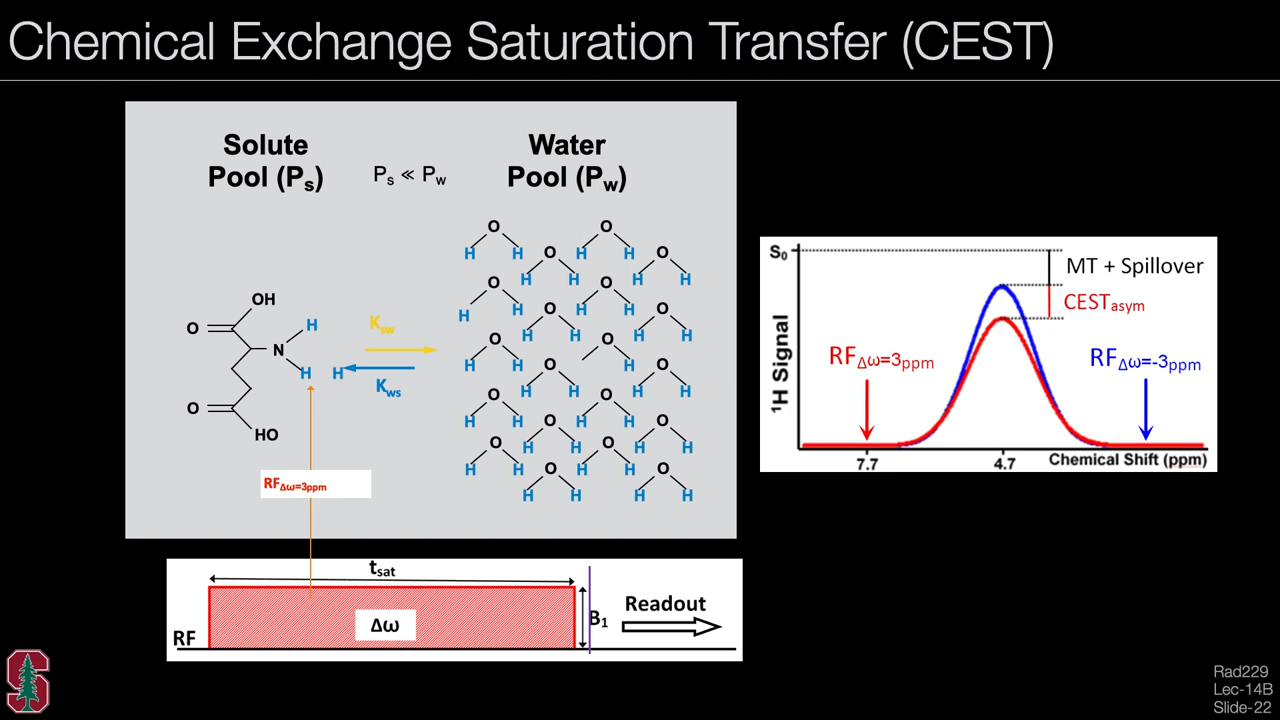 Chemical Exchange Saturation Transfer (CEST)
Solute
Pool (Ps)
Ps ≪ Pw
Water
Pool (Pw)
O OH
N H
H H
O HO
Ksw
Kws
RFΔω=3ppm
O O
H H H H
O O
H H H H
O O
H H H
O O
H H H H
O O
H H H
O O
H H H H
O O
H H H H
O O
H H H H
O O
H H H H
O O
H H H H
tsat
Δω
RF
B1
Readout
S0
MT + Spillover
CESTasym
RFΔω=3ppm
RFΔω=-3ppm
1H Signal
7.7
4.7
Chemical Shift (ppm)
Rad229
Lec-14B
Slide-22
S